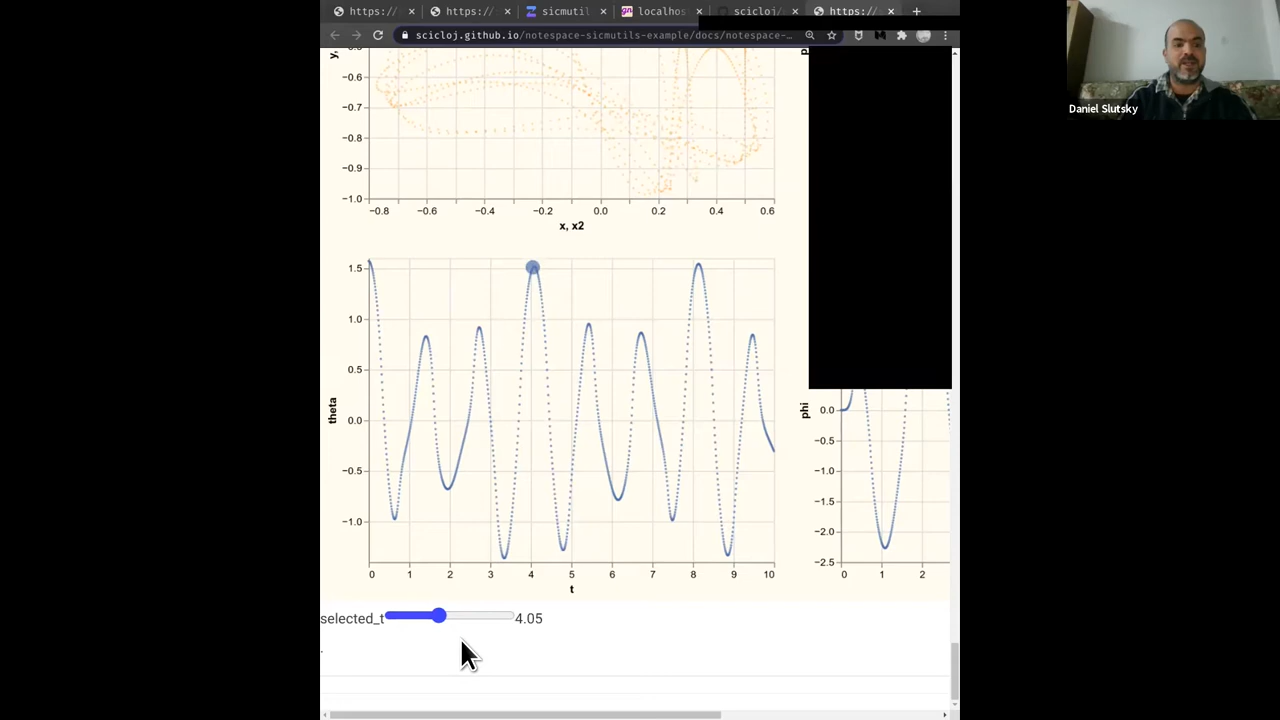 https://
https://
sicmutil
localhos
scicloj/
https://
scicloj.github.io/notespace-sicmutils-example/docs/notespace-…
Daniel Slutsky
y,
−0.6
−0.7
−0.8
−0.9
−1.0
−0.8 −0.6 −0.4 −0.2 0.0 0.2 0.4 0.6
x, x2
theta
1.5
1.0
0.5
0.0
−0.5
−1.0
0 1 2 3 4 5 6 7 8 9 10
t
phi
0.0
−0.5
−1.0
−1.5
−2.0
−2.5
0 1 2
selected_t 4.05